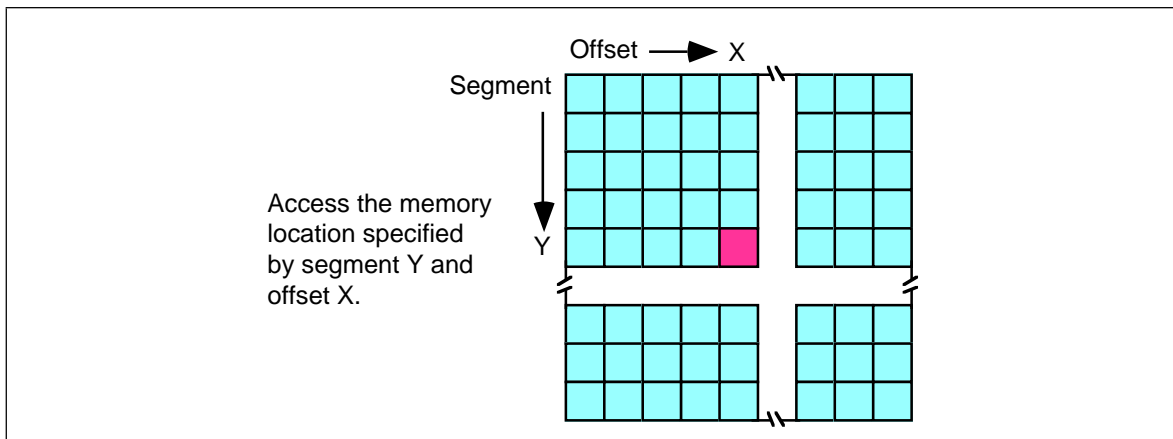 Offset X
Segment
Access the memory
location specified
by segment Y and
offset X.
Y